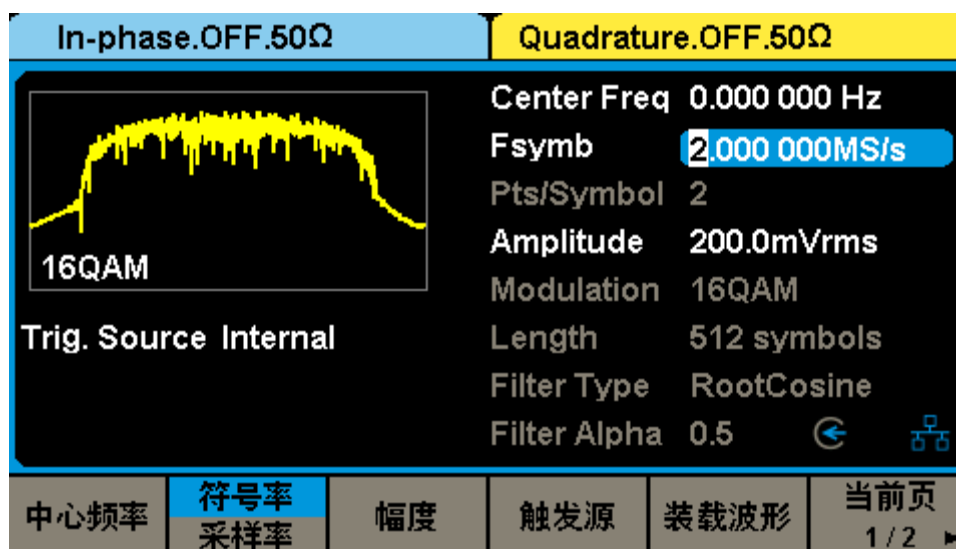 In-phase.OFF.50Ω
Quadrature.OFF.50Ω
16QAM
Trig. Source Internal
Center Freq 0.000 000 Hz
Fsymb 2.000 000MS/s
Pts/Symbol 2
Amplitude 200.0mVrms
Modulation 16QAM
Length 512 symbols
Filter Type RootCosine
Filter Alpha 0.5
中心频率
符号率
采样率
幅度
触发源
装载波形
当前页
1/2